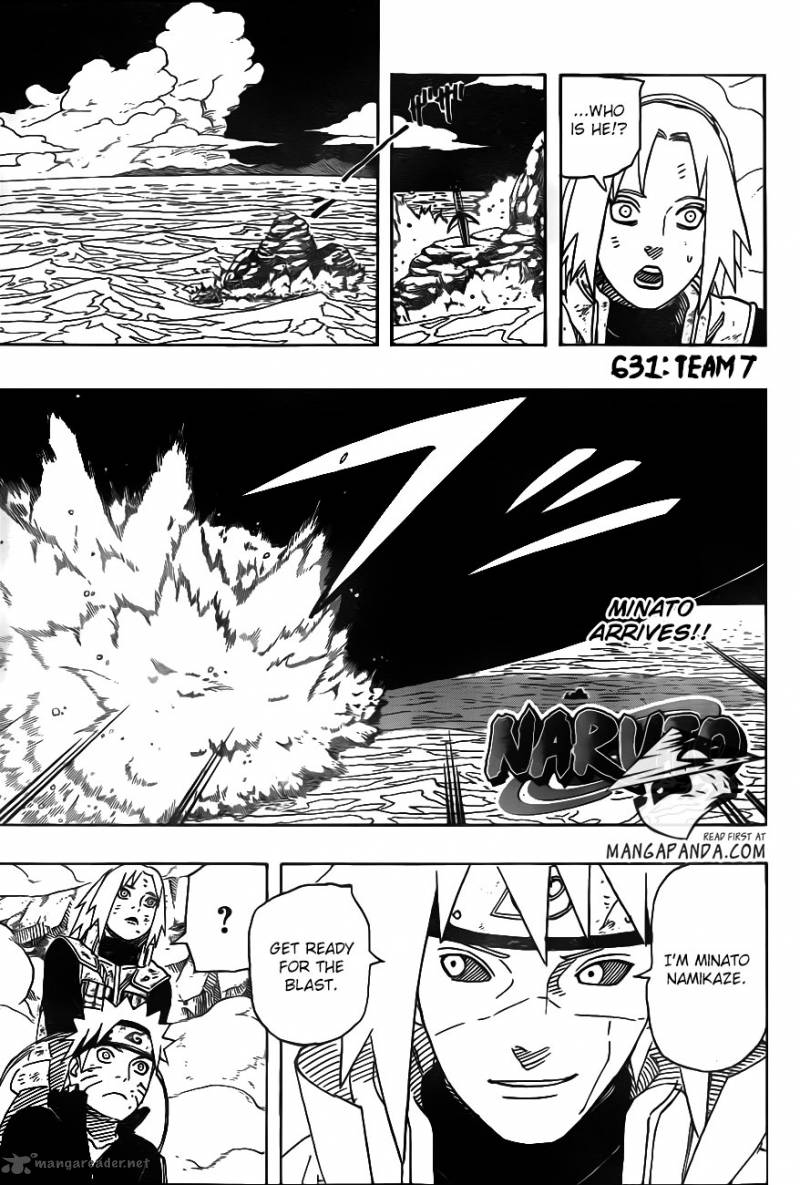 ...WHO
IS HE!?
631: TEAM 7
MINATO
ARRIVES!!
NARUTO
READ FIRST AT
MANGAPANDA.COM
I'M MINATO
NAMIKAZE.
GET READY
FOR THE
BLAST.
?
mangareader.net